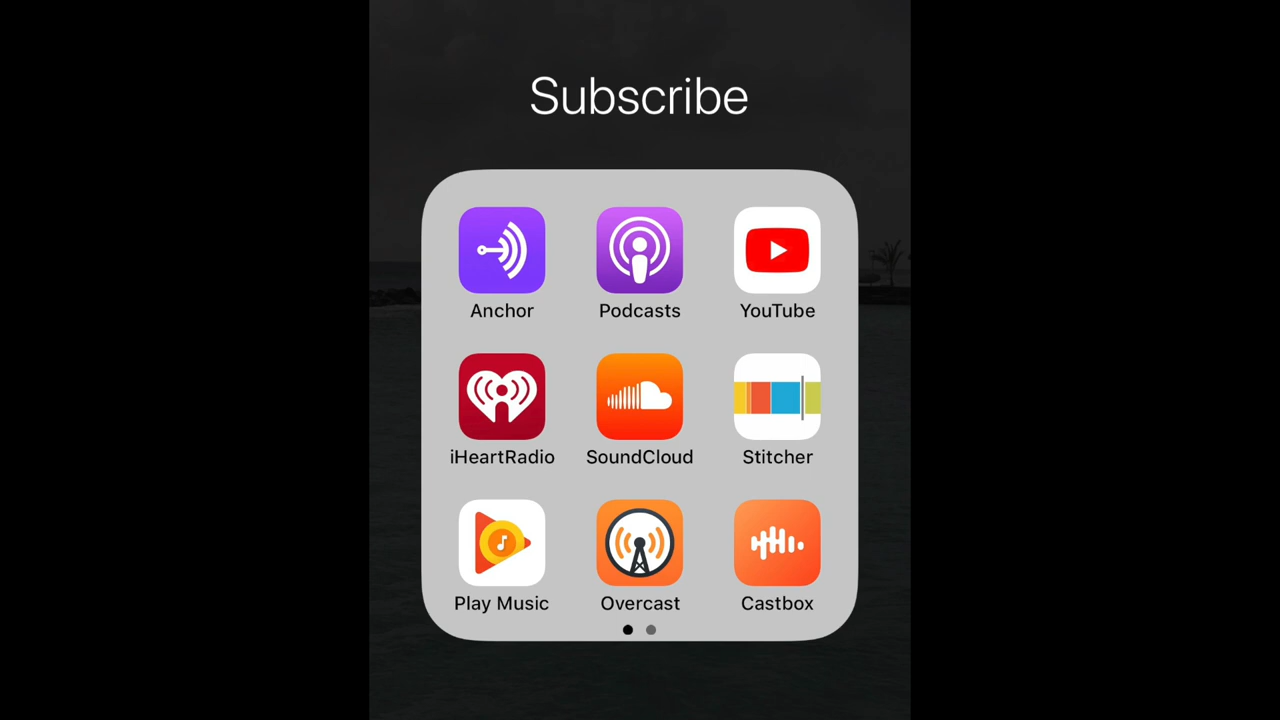 Subscribe
Anchor
Podcasts
YouTube
iHeartRadio
SoundCloud
Stitcher
Play Music
Overcast
Castbox